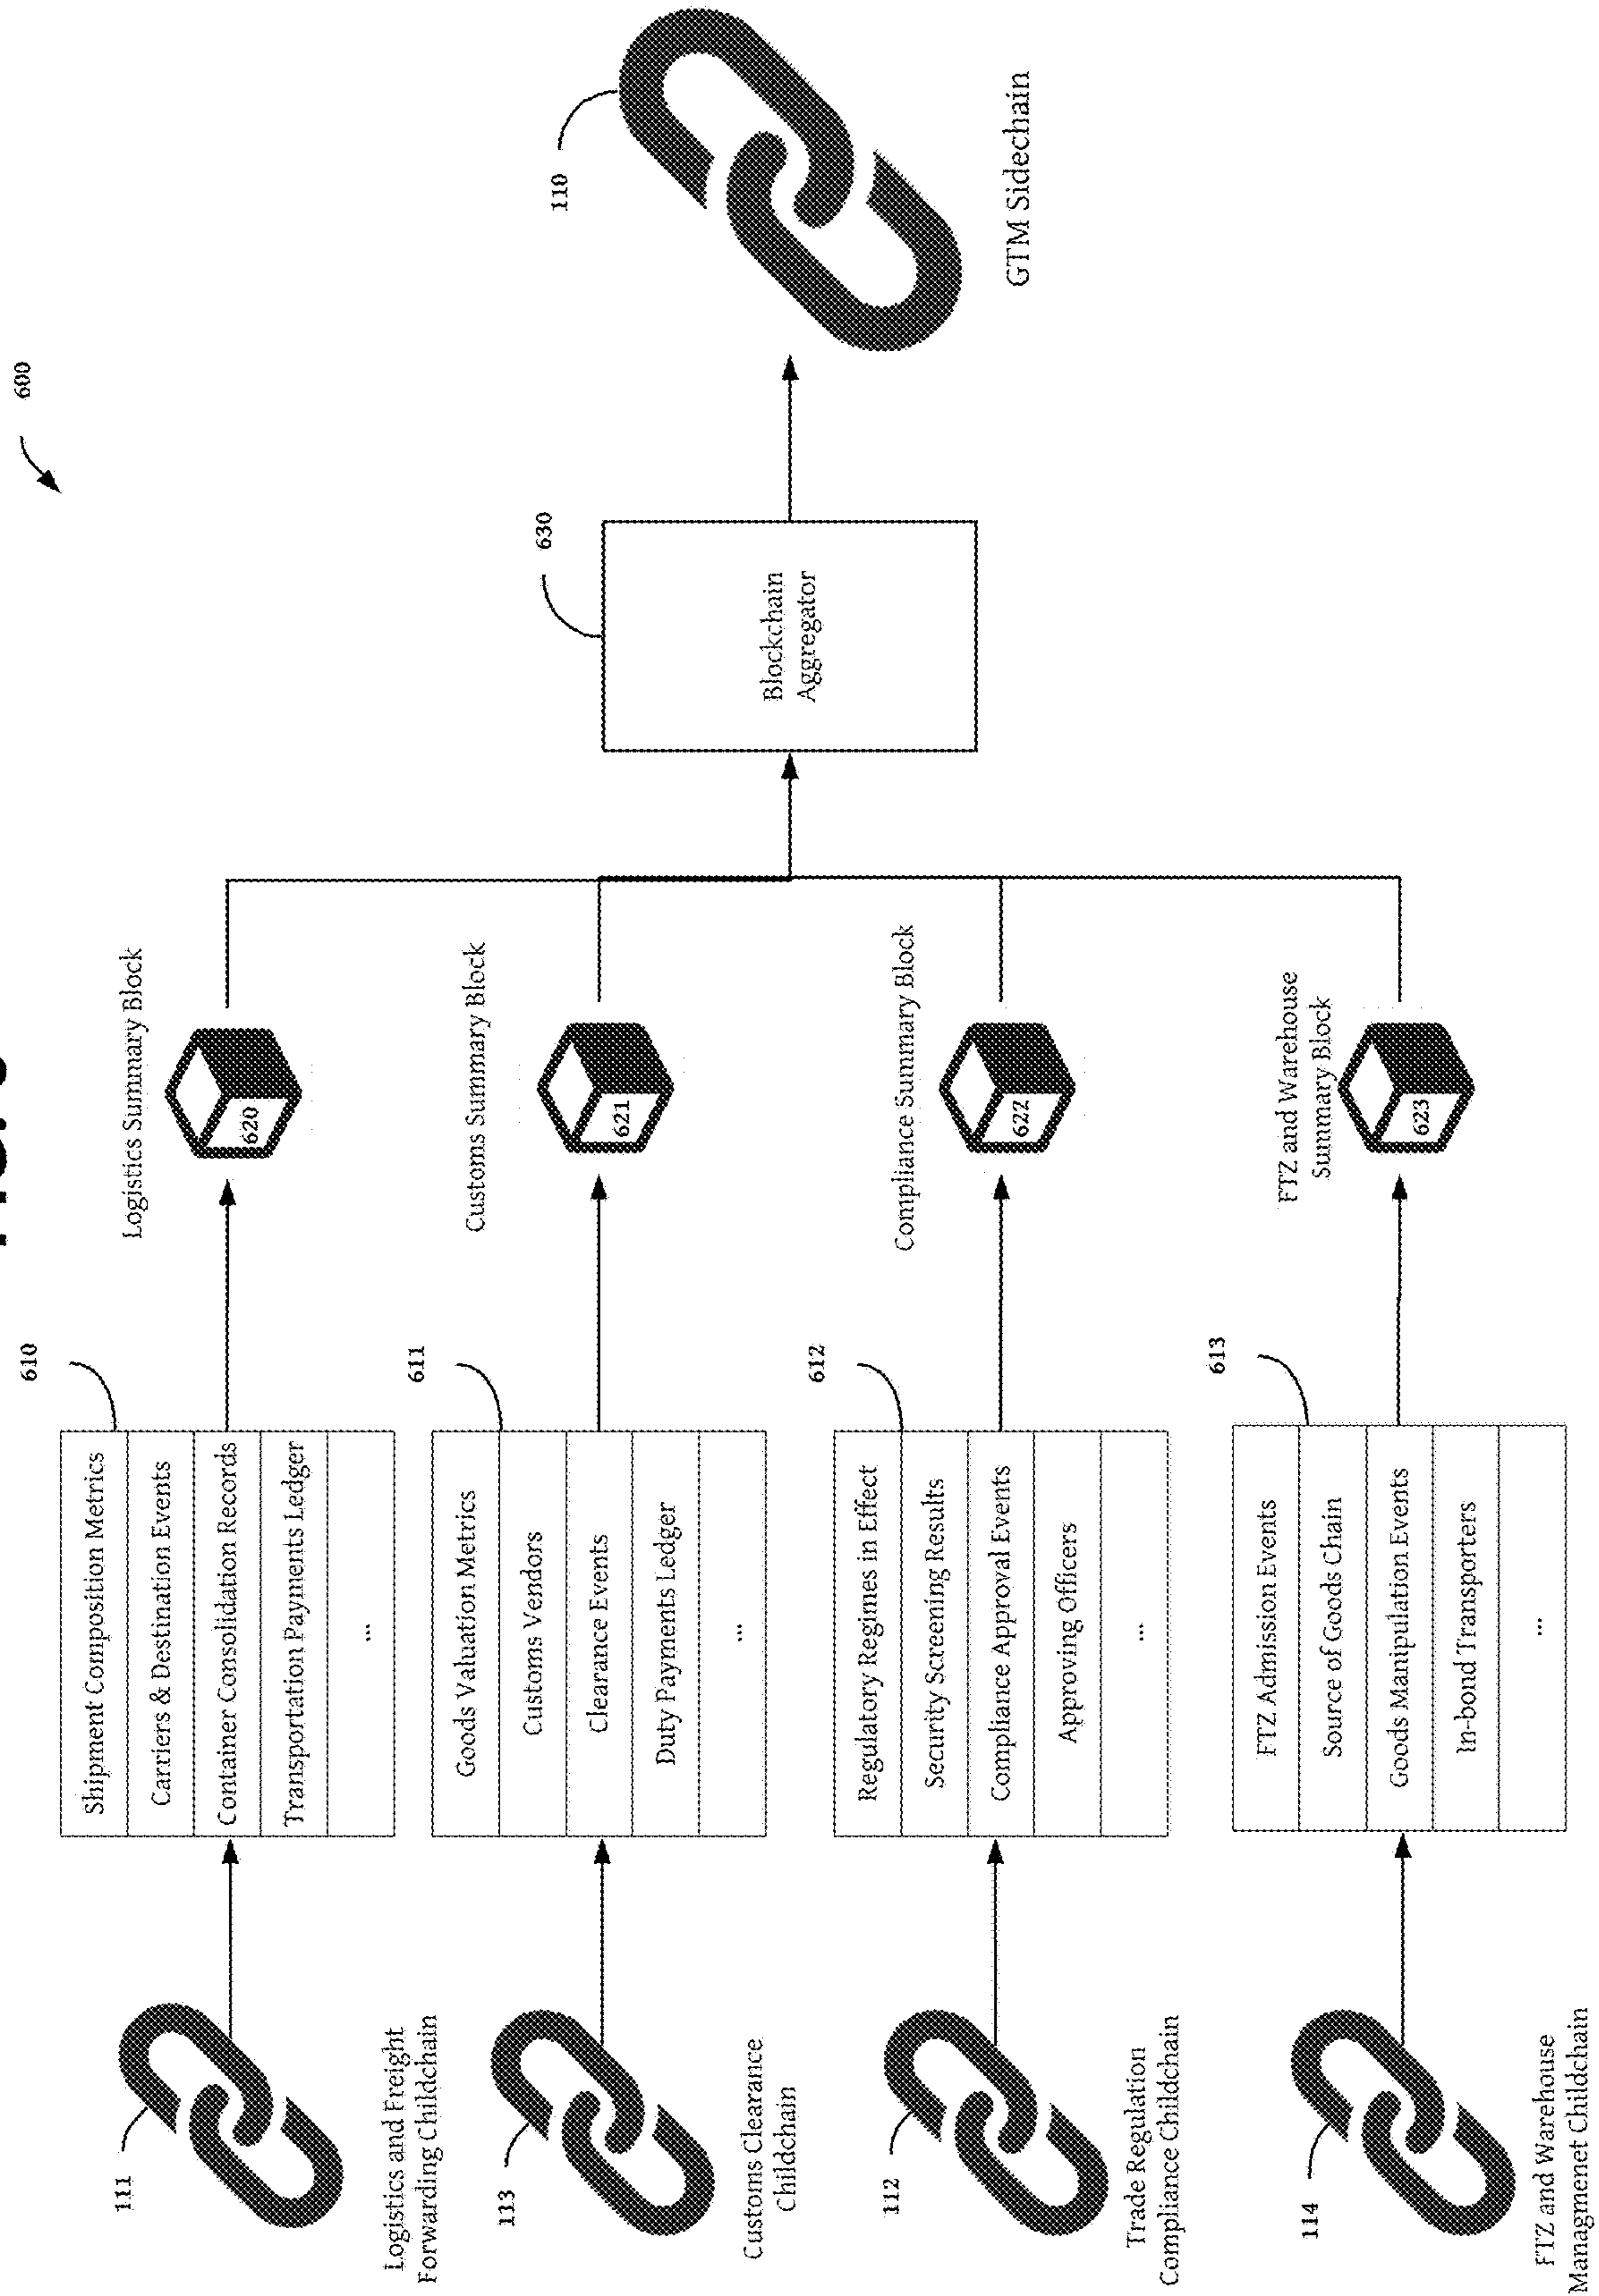 600
111
Logistics and Freight
Forwarding Childchain
610
Shipment Composition Metrics
Carriers & Destination Events
Container Consolidation Records
Transportation Payments Ledger
...
Logistics Summary Block
620
113
Customs Clearance
Childchain
611
Goods Valuation Metrics
Customs Vendors
Clearance Events
Duty Payments Ledger
...
Customs Summary Block
621
630
Blockchain
Aggregator
110
GTM Sidechain
112
Trade Regulation
Compliance Childchain
612
Regulatory Regimes in Effect
Security Screening Results
Compliance Approval Events
Approving Officers
...
Compliance Summary Block
622
114
FTZ and Warehouse
Managmenet Childchain
613
FTZ Admission Events
Source of Goods Chain
Goods Manipulation Events
In-bond Transporters
...
FTZ and Warehouse
Summary Block
623